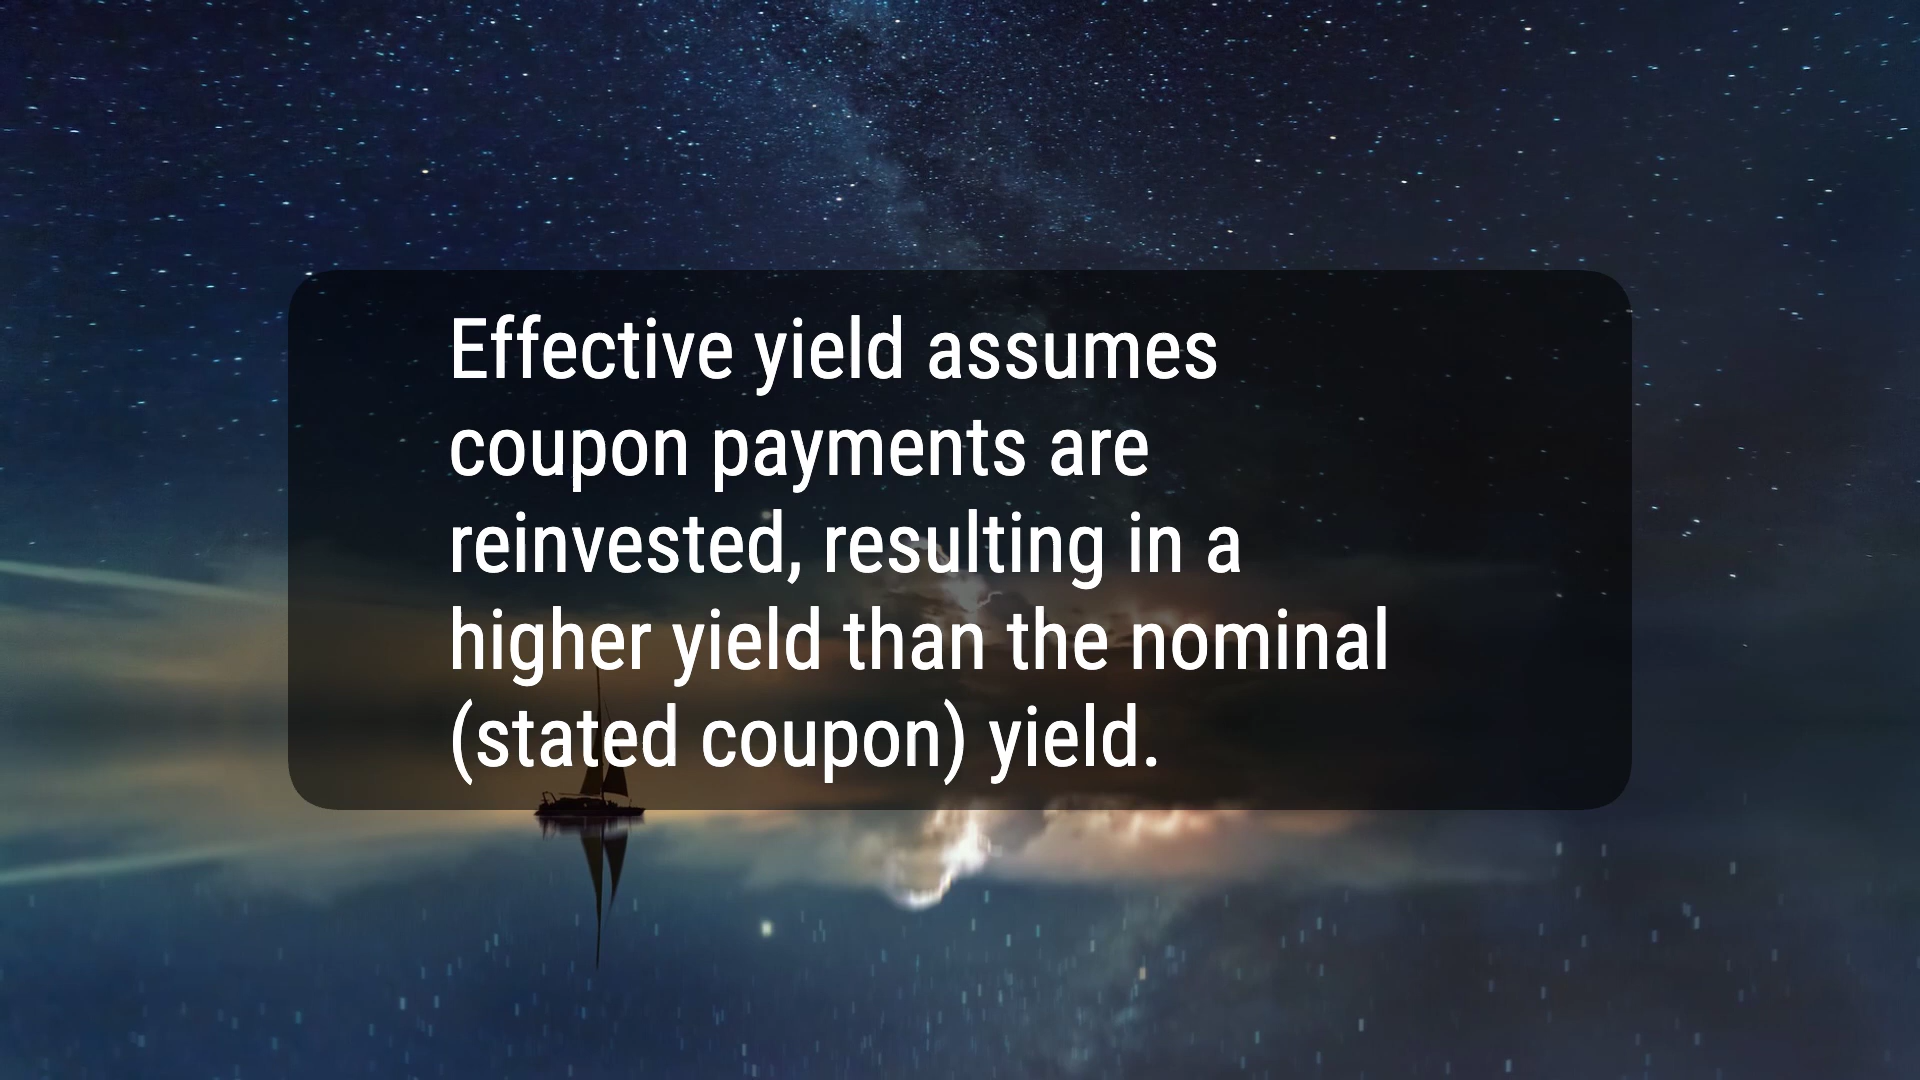 Effective yield assumes
coupon payments are
reinvested, resulting in a
higher yield than the nominal
(stated coupon) yield.